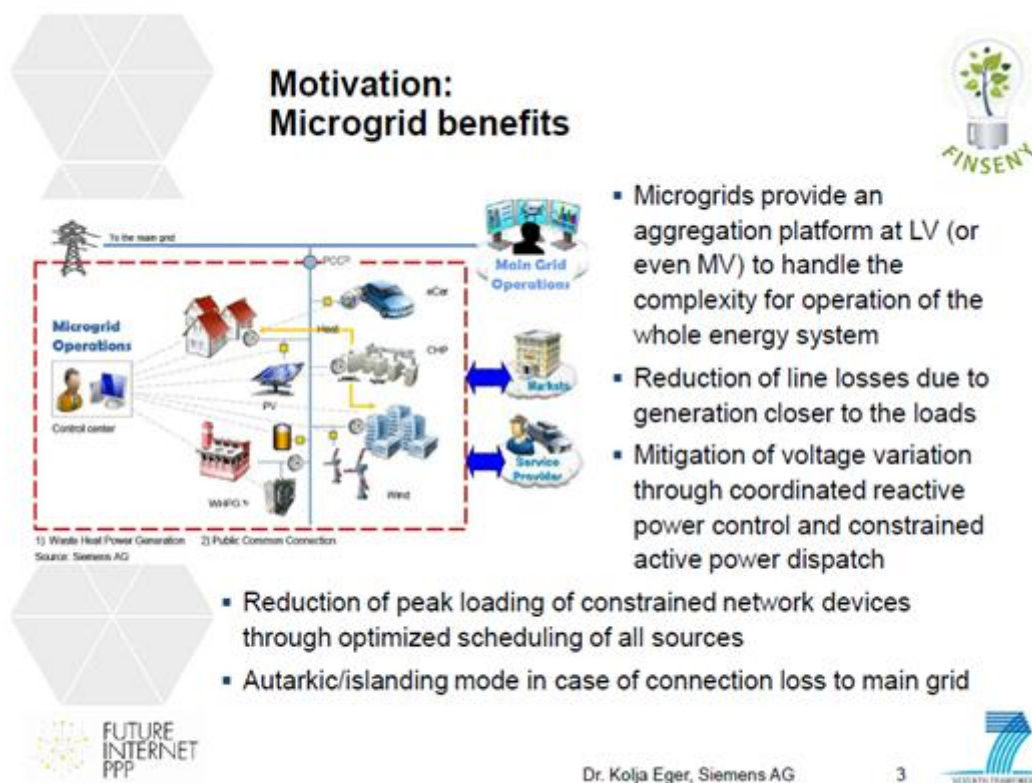 Motivation:
Microgrid benefits
FINSENY
Microgrids provide an
aggregation platform at LV (or
even MV) to handle the
complexity for operation of the
whole energy system
Reduction of line losses due to
generation closer to the loads
Mitigation of voltage variation
through coordinated reactive
power control and constrained
active power dispatch
To the main grid
Main Grid
Operations
PCC²⁾
eCar
Microgrid
Operations
Heat
CHP
Markets
PV
Control center
Service
Provider
WHPG ¹⁾
Wind
1) Waste Heat Power Generation 2) Public Common Connection
Source: Siemens AG
Reduction of peak loading of constrained network devices
through optimized scheduling of all sources
Autarkic/islanding mode in case of connection loss to main grid
FUTURE
INTERNET
PPP
Dr. Kolja Eger, Siemens AG 3
SEVENTH FRAMEWORK